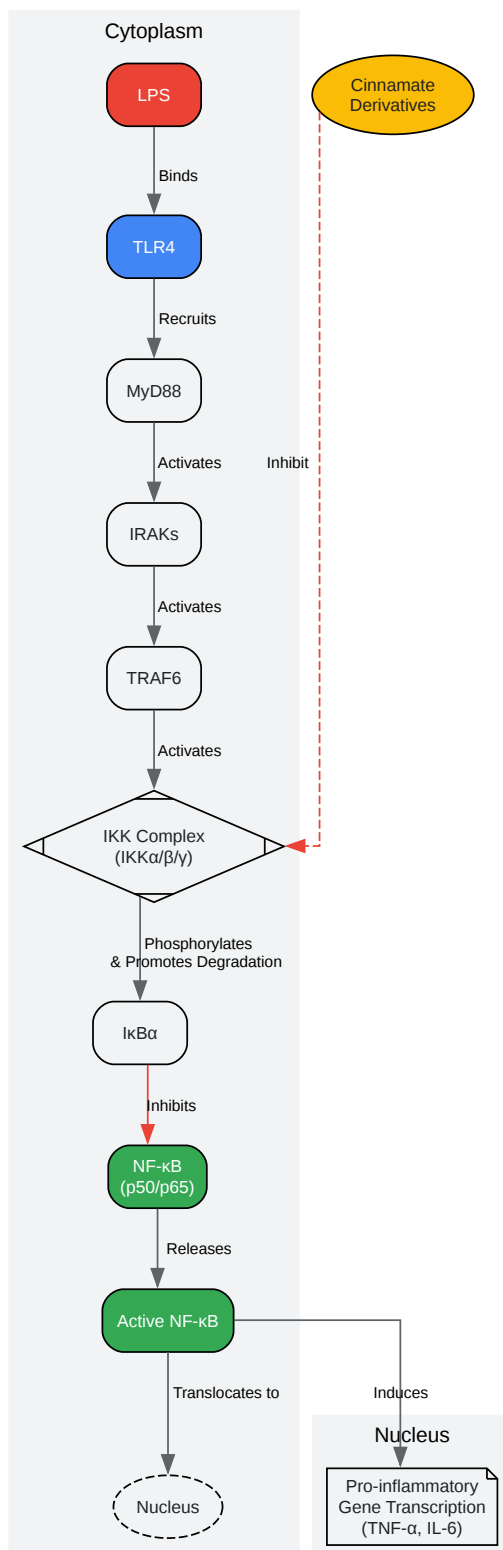 Cytoplasm
LPS
Cinnamate
Derivatives
Binds
TLR4
Recruits
MyD88
Activates
Inhibit
IRAKs
Activates
TRAF6
Activates
IKK Complex
(IKKα/β/γ)
Phosphorylates
& Promotes Degradation
IκBα
Inhibits
NF-κB
(p50/p65)
Releases
Active NF-κB
Translocates to
Induces
Nucleus
Nucleus
Pro-inflammatory
Gene Transcription
(TNF-α, IL-6)